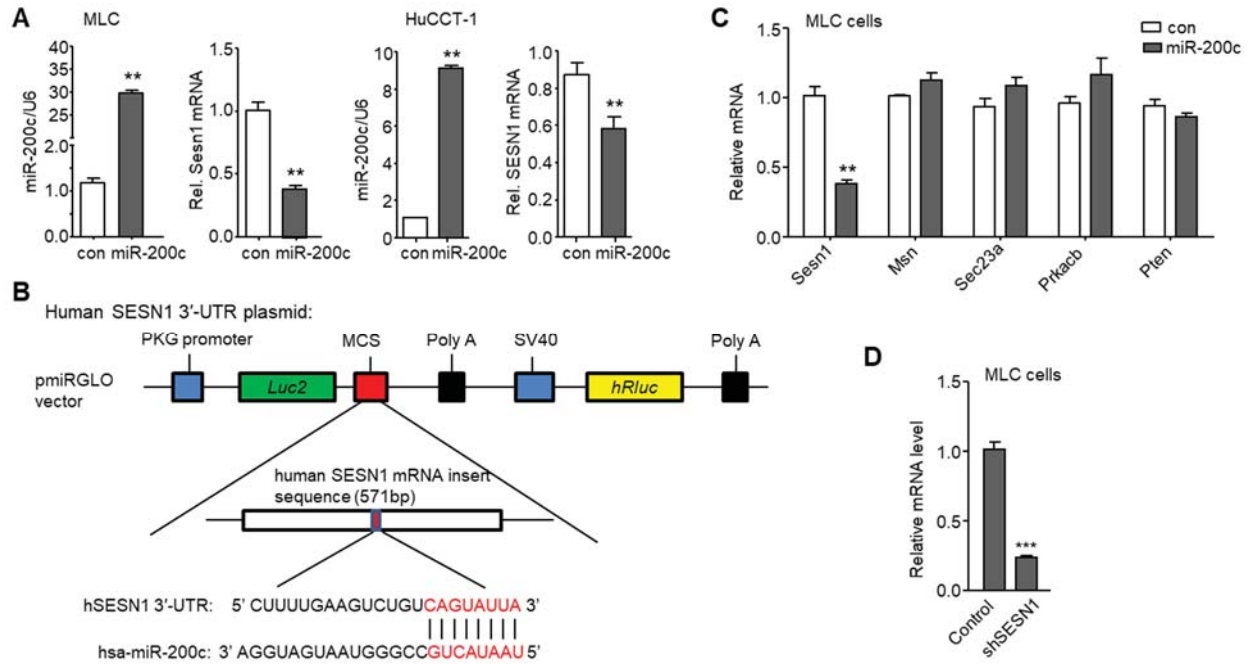 A
MLC
HuCCT-1
miR-200c/U6
40
35
30
25
20
2.0
1.0
0.0
**
con miR-200c
Rel. Sesn1 mRNA
1.5
1.0
0.5
0.0
**
con miR-200c
miR-200c/U6
10
8
6
4
2
0
**
con miR-200c
Rel. SESN1 mRNA
1.0
0.8
0.6
0.4
0.2
0.0
**
con miR-200c
B
Human SESN1 3′-UTR plasmid:
PKG promoter
MCS
Poly A
SV40
Poly A
pmiRGLO
vector
Luc2
hRluc
human SESN1 mRNA insert
sequence (571bp)
hSESN1 3′-UTR: 5′ CUUUUGAAGUCUGUCAGUAUUA 3′
hsa-miR-200c: 3′ AGGUAGUAAUGGGCCGUCAUAAU 5′
C
MLC cells
con
miR-200c
Relative mRNA
1.5
1.0
0.5
0.0
**
Sesn1
Msn
Sec23a
Prkacb
Pten
D
MLC cells
Relative mRNA level
1.5
1.0
0.5
0.0
***
Control
shSESN1